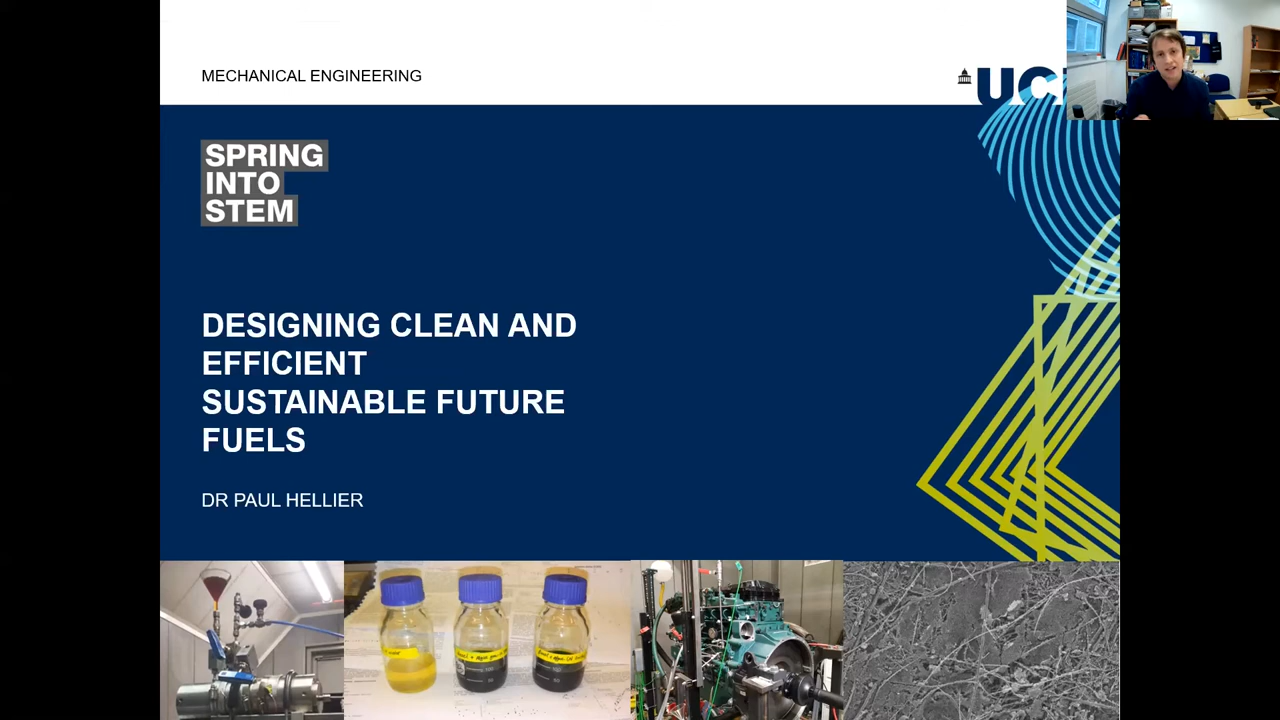 MECHANICAL ENGINEERING
UCL
SPRING
INTO
STEM
DESIGNING CLEAN AND
EFFICIENT
SUSTAINABLE FUTURE
FUELS
DR PAUL HELLIER